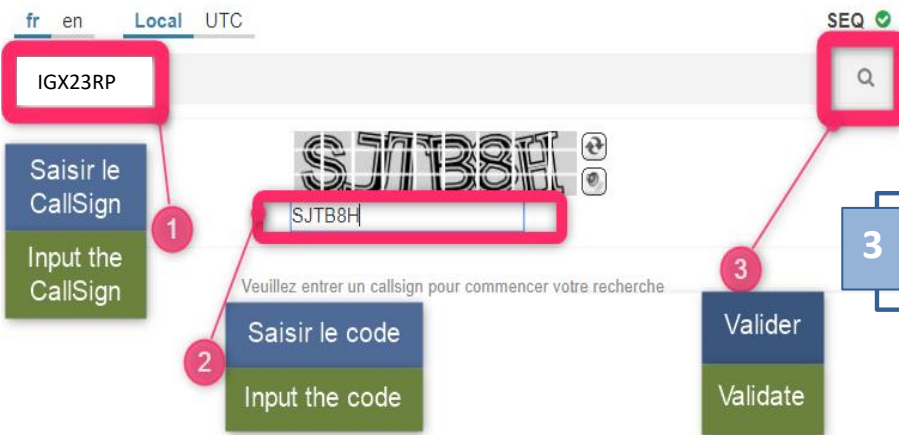 fr en Local UTC SEQ
IGX23RP
SJTB8H
SJTB8H
Saisir le
CallSign
Input the
CallSign
1
Veuillez entrer un callsign pour commencer votre recherche
2
Saisir le code
Input the code
3
Valider
Validate
3